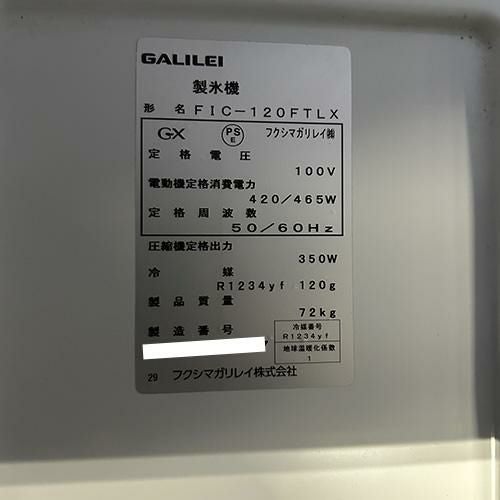 GALILEI
製氷機
形 名 FIC-120FTLX
GX PS E フクシマガリレイ㈱
定格電圧
100V
電動機定格消費電力
420/465W
定格周波数
50/60Hz
圧縮機定格出力
350W
冷 媒
R1234yf 120g
製品質量
72kg
製造番号
冷媒番号
R1234yf
地球温暖化係数
1
29 フクシマガリレイ株式会社